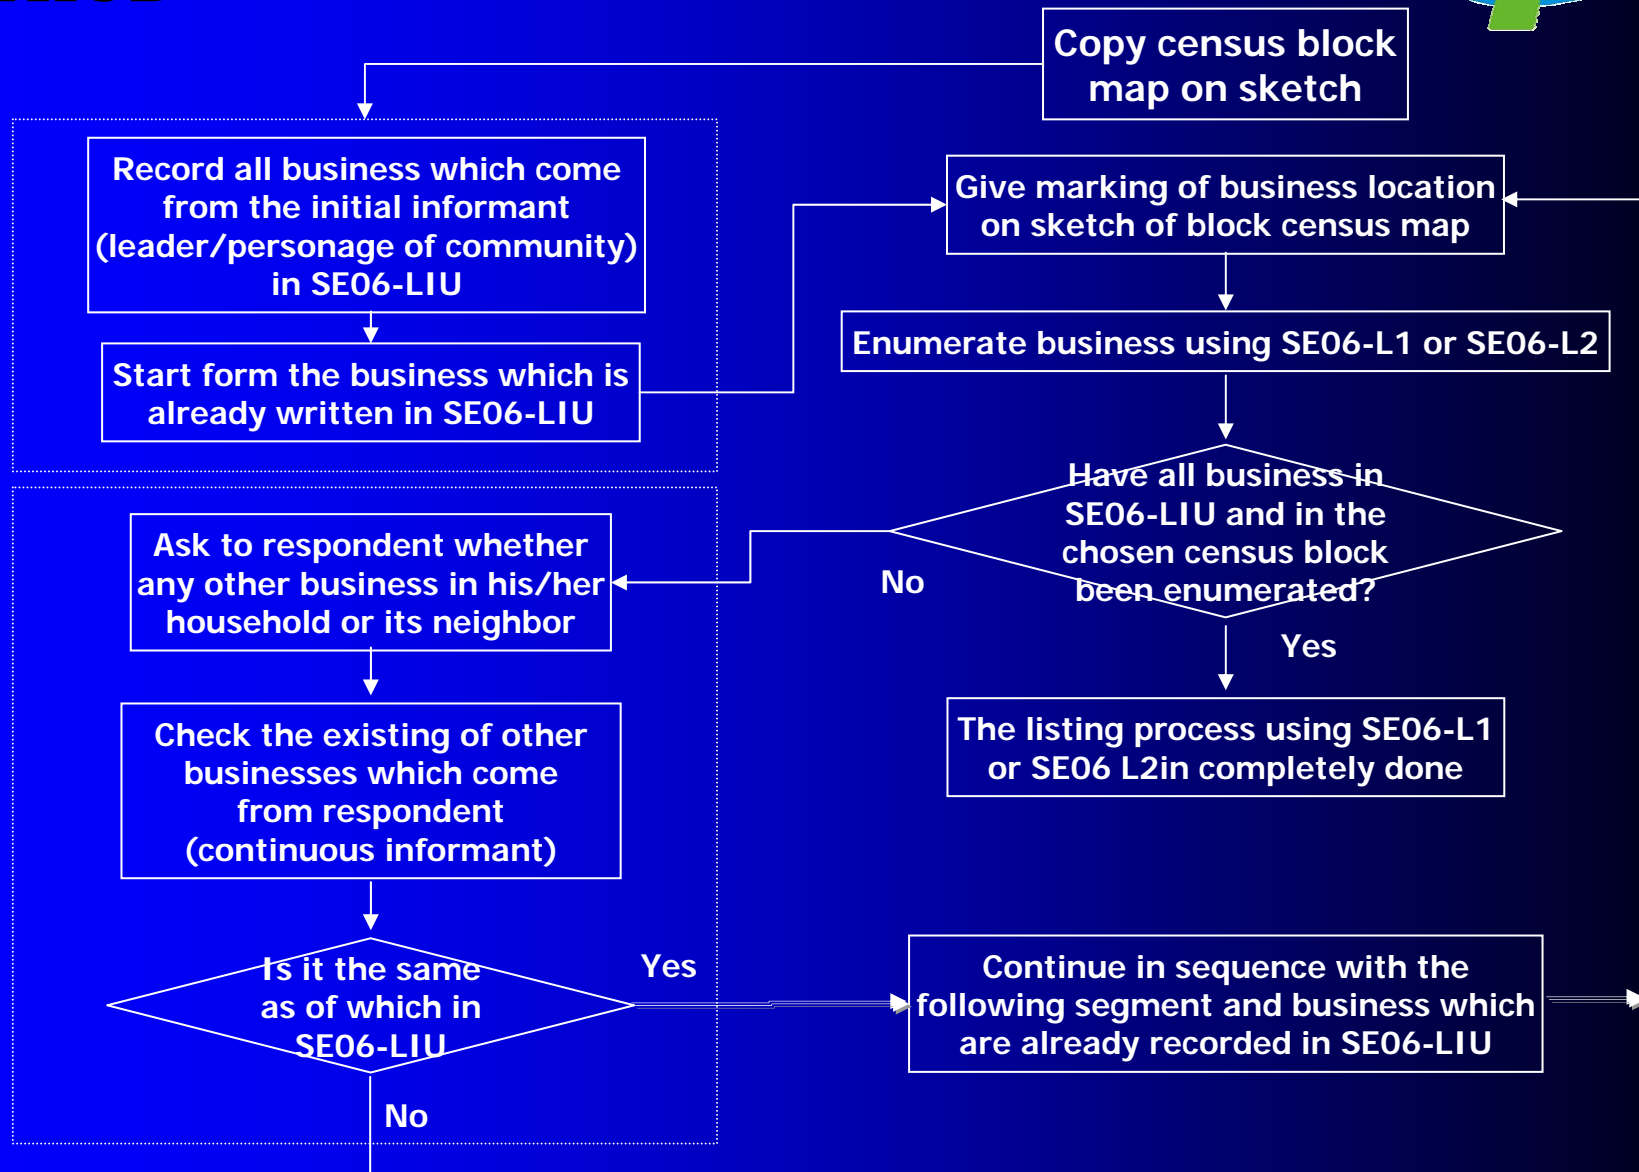 Copy census block
map on sketch
Record all business which come
from the initial informant
(leader/personage of community)
in SE06-LIU
Start form the business which is
already written in SE06-LIU
Give marking of business location
on sketch of block census map
Enumerate business using SE06-L1 or SE06-L2
Have all business in
SE06-LIU and in the
chosen census block
been enumerated?
No
Yes
Ask to respondent whether
any other business in his/her
household or its neighbor
The listing process using SE06-L1
or SE06 L2in completely done
Check the existing of other
businesses which come
from respondent
(continuous informant)
Is it the same
as of which in
SE06-LIU
Yes
No
Continue in sequence with the
following segment and business which
are already recorded in SE06-LIU